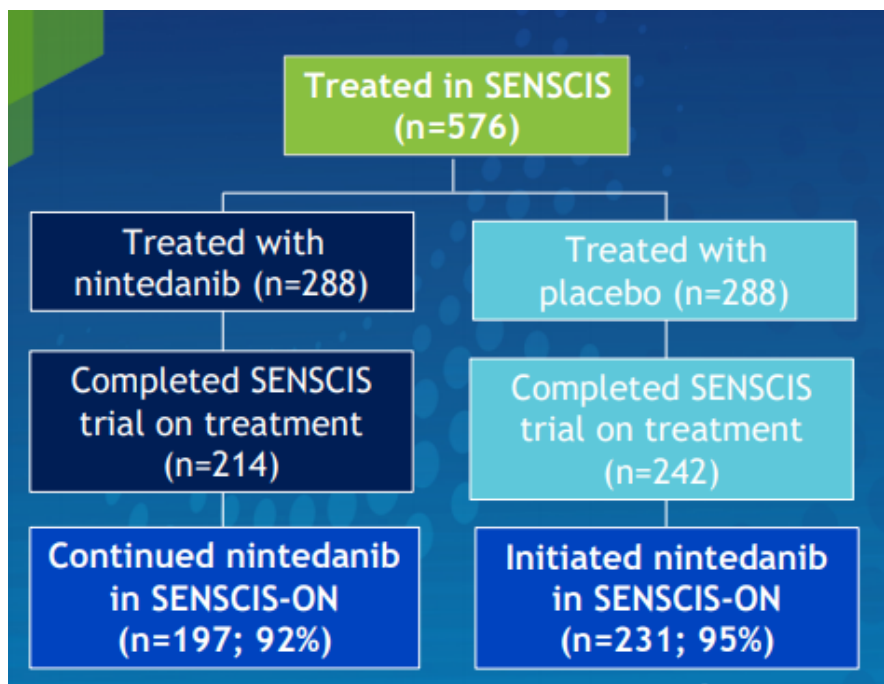 Treated in SENSCIS
(n=576)
Treated with
nintedanib (n=288)
Treated with
placebo (n=288)
Completed SENSCIS
trial on treatment
(n=214)
Completed SENSCIS
trial on treatment
(n=242)
Continued nintedanib
in SENSCIS-ON
(n=197; 92%)
Initiated nintedanib
in SENSCIS-ON
(n=231; 95%)